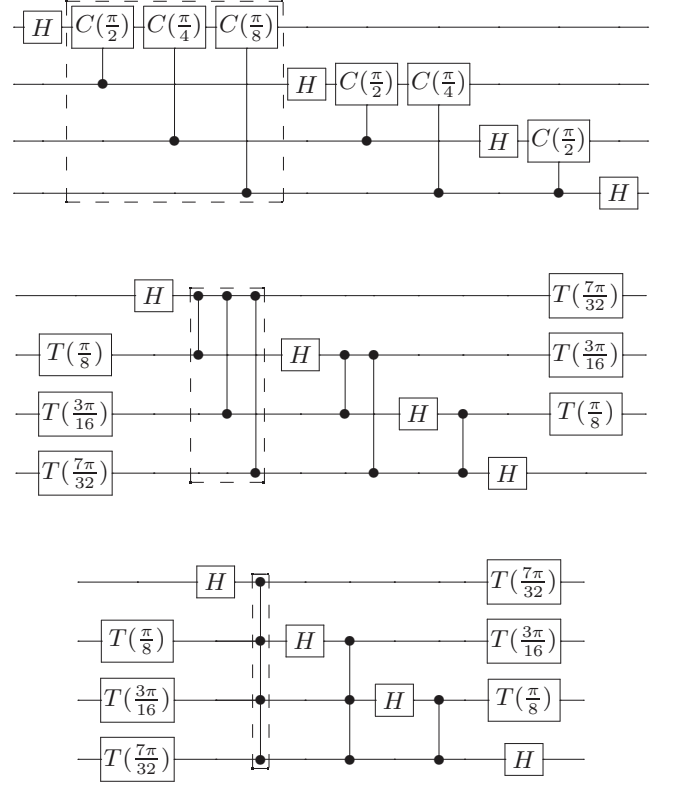 H C(π/2) C(π/4) C(π/8)
H C(π/2) C(π/4)
H C(π/2)
H
H T(7π/32)
T(π/8) H T(3π/16)
T(3π/16) H T(π/8)
T(7π/32) H
H T(7π/32)
T(π/8) H T(3π/16)
T(3π/16) H T(π/8)
T(7π/32) H